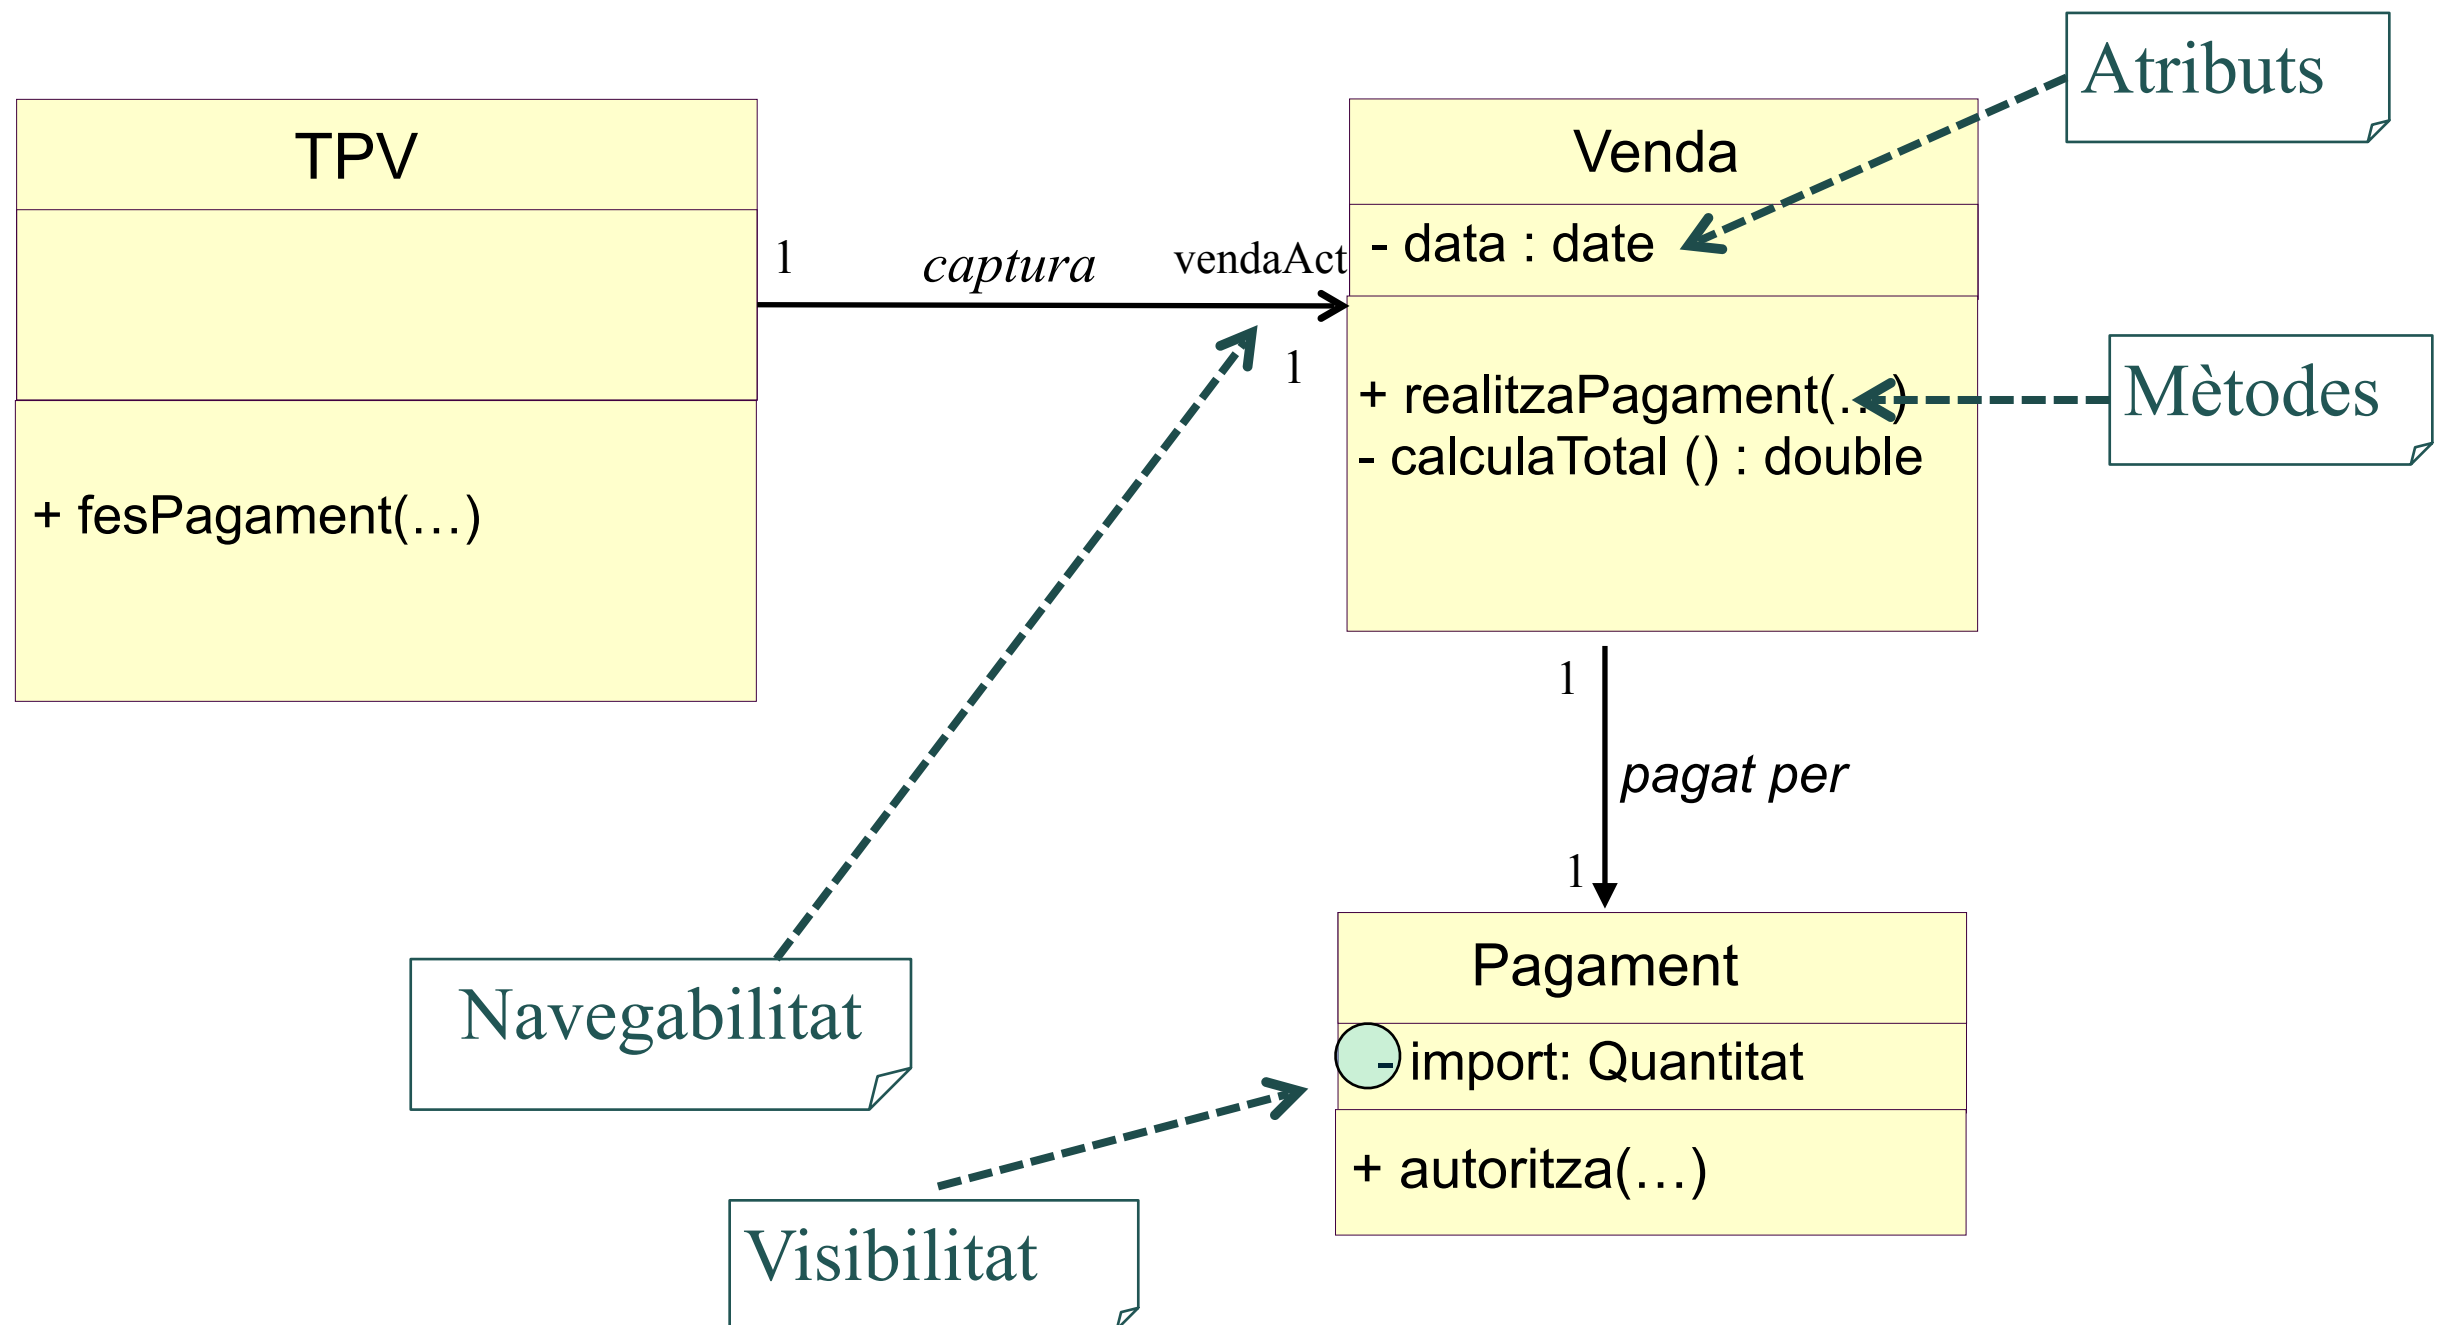 Atributs
TPV
Venda
- data : date
1
captura
vendaAct
1
+ realitzaPagament(…)
- calculaTotal () : double
Mètodes
+ fesPagament(…)
1
pagat per
1
Pagament
Navegabilitat
- import: Quantitat
+ autoritza(…)
Visibilitat